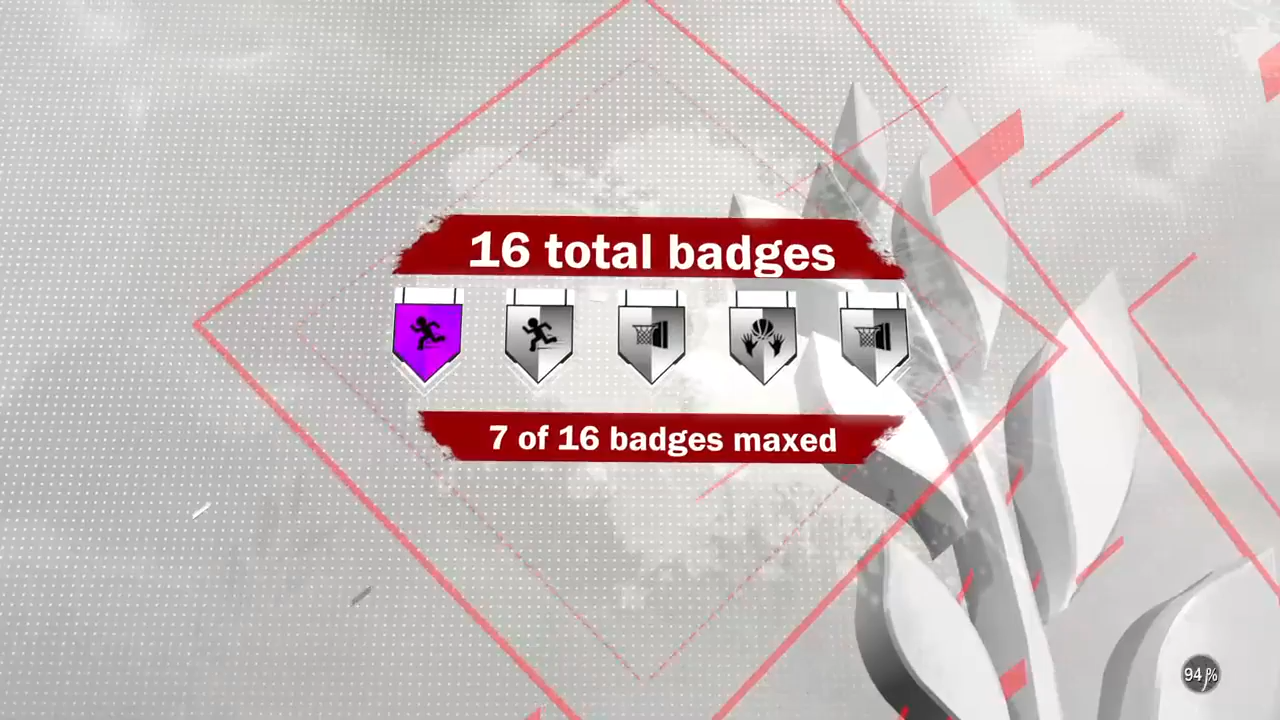 16 total badges
7 of 16 badges maxed
94%